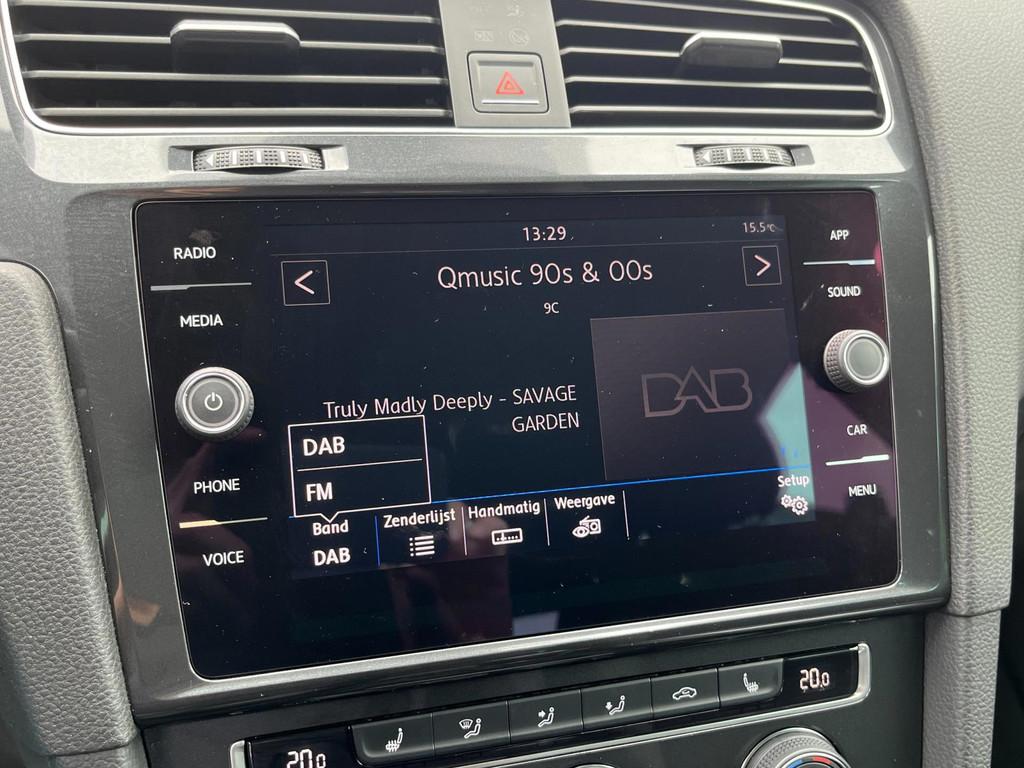 RADIO
MEDIA
PHONE
VOICE
13:29
15.5°C
<
Qmusic 90s & 00s
>
9C
Truly Madly Deeply - SAVAGE
GARDEN
DAB
DAB
FM
Band
DAB
Zenderlijst
Handmatig
Weergave
Setup
APP
SOUND
CAR
MENU
20.0
20.0